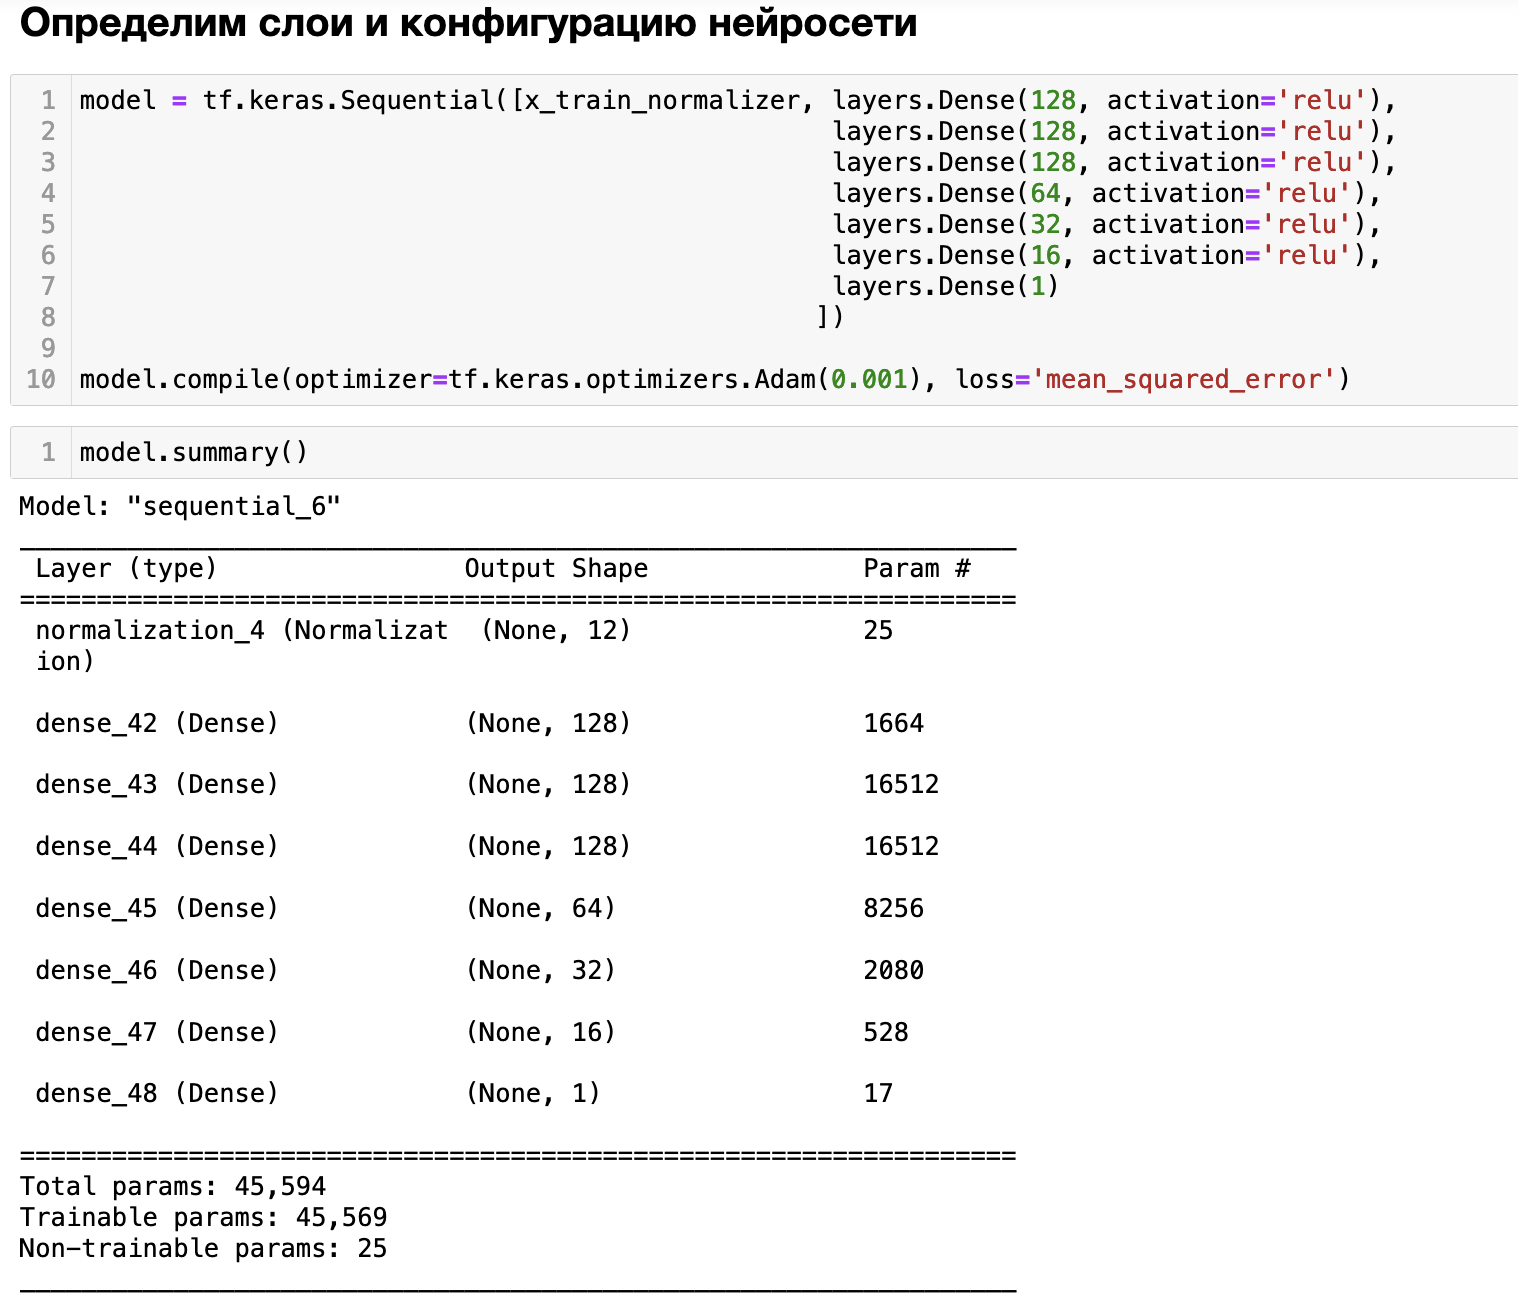 Определим слои и конфигурацию нейросети
1 model = tf.keras.Sequential([x_train_normalizer, layers.Dense(128, activation='relu'),
2 layers.Dense(128, activation='relu'),
3 layers.Dense(128, activation='relu'),
4 layers.Dense(64, activation='relu'),
5 layers.Dense(32, activation='relu'),
6 layers.Dense(16, activation='relu'),
7 layers.Dense(1)
8 ])
9
10 model.compile(optimizer=tf.keras.optimizers.Adam(0.001), loss='mean_squared_error')
1 model.summary()
Model: "sequential_6"
_________________________________________________________________
Layer (type) Output Shape Param #
=================================================================
normalization_4 (Normalizat (None, 12) 25
ion)
dense_42 (Dense) (None, 128) 1664
dense_43 (Dense) (None, 128) 16512
dense_44 (Dense) (None, 128) 16512
dense_45 (Dense) (None, 64) 8256
dense_46 (Dense) (None, 32) 2080
dense_47 (Dense) (None, 16) 528
dense_48 (Dense) (None, 1) 17
=================================================================
Total params: 45,594
Trainable params: 45,569
Non-trainable params: 25
_________________________________________________________________